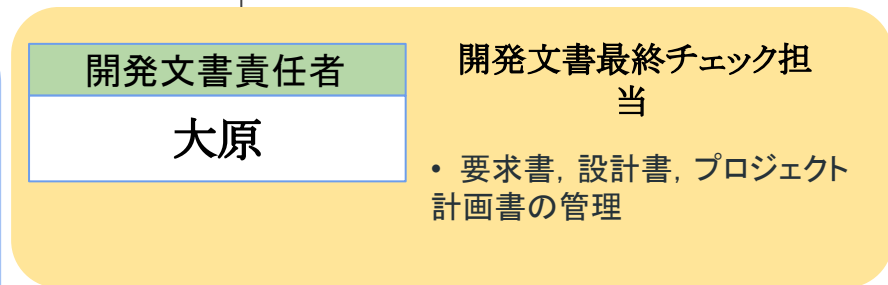 開発文書責任者
大原
開発文書最終チェック担
当
• 要求書, 設計書, プロジェクト
計画書の管理